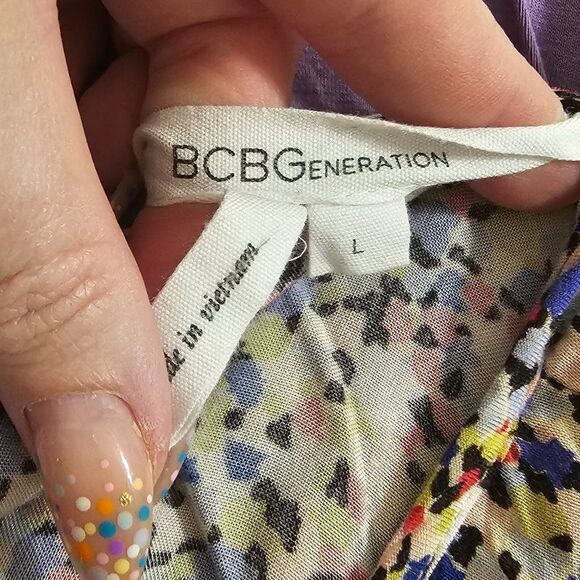 BCBGENERATION
L
in vietnam